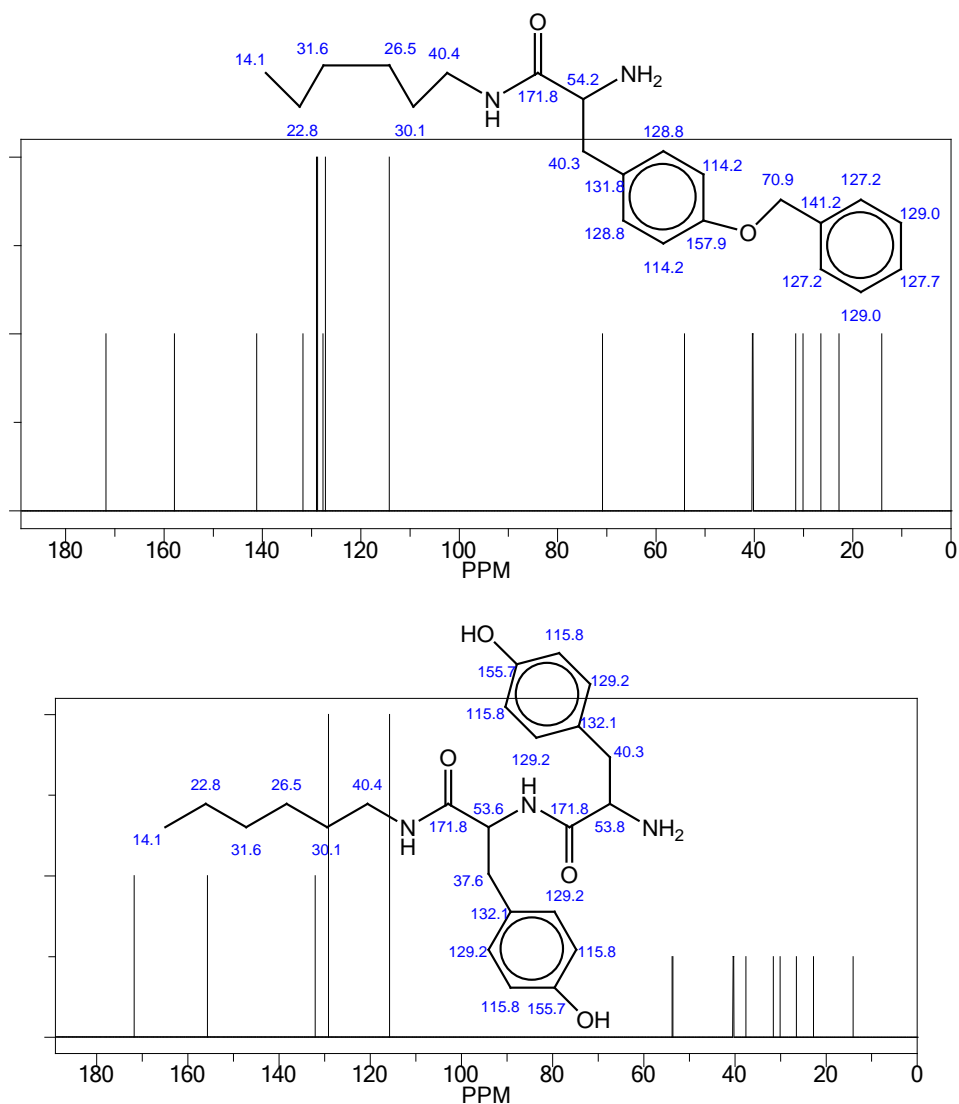 O
31.6 26.5 40.4
14.1 54.2 NH2
N
H 171.8
22.8 30.1 128.8
40.3 114.2
131.8 70.9 127.2
141.2 129.0
128.8 157.9 O
114.2 127.2 127.7
129.0
180 160 140 120 100 80 60 40 20 0
PPM
HO 115.8
155.7
129.2
115.8
132.1
129.2 40.3
O H
22.8 26.5 40.4 53.6 N 171.8
14.1 N 171.8 53.8 NH2
31.6 30.1 H
O
37.6 129.2
132.1
129.2 115.8
115.8 155.7
OH
180 160 140 120 100 80 60 40 20 0
PPM